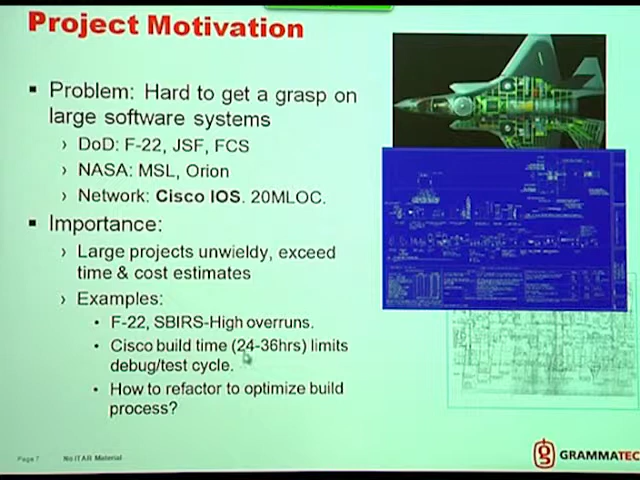 Project Motivation
▪ Problem: Hard to get a grasp on
large software systems
› DoD: F-22, JSF, FCS
› NASA: MSL, Orion
› Network: Cisco IOS. 20MLOC.
▪ Importance:
› Large projects unwieldy, exceed
time & cost estimates
› Examples:
• F-22, SBIRS-High overruns.
• Cisco build time (24-36hrs) limits
debug/test cycle.
• How to refactor to optimize build
process?
Page 7 No ITAR Material
GRAMMATEC